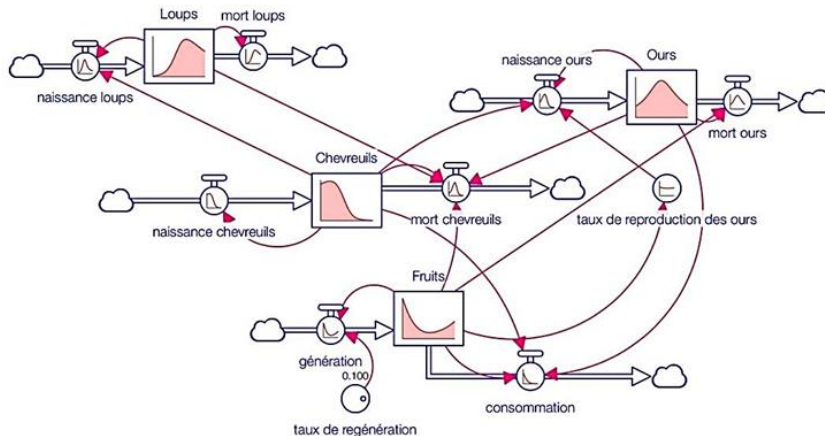 Loups
mort loups
naissance loups
naissance ours
Ours
mort ours
Chevreuils
naissance chevreuils
mort chevreuils
taux de reproduction des ours
Fruits
génération
0.100
taux de regénération
consommation